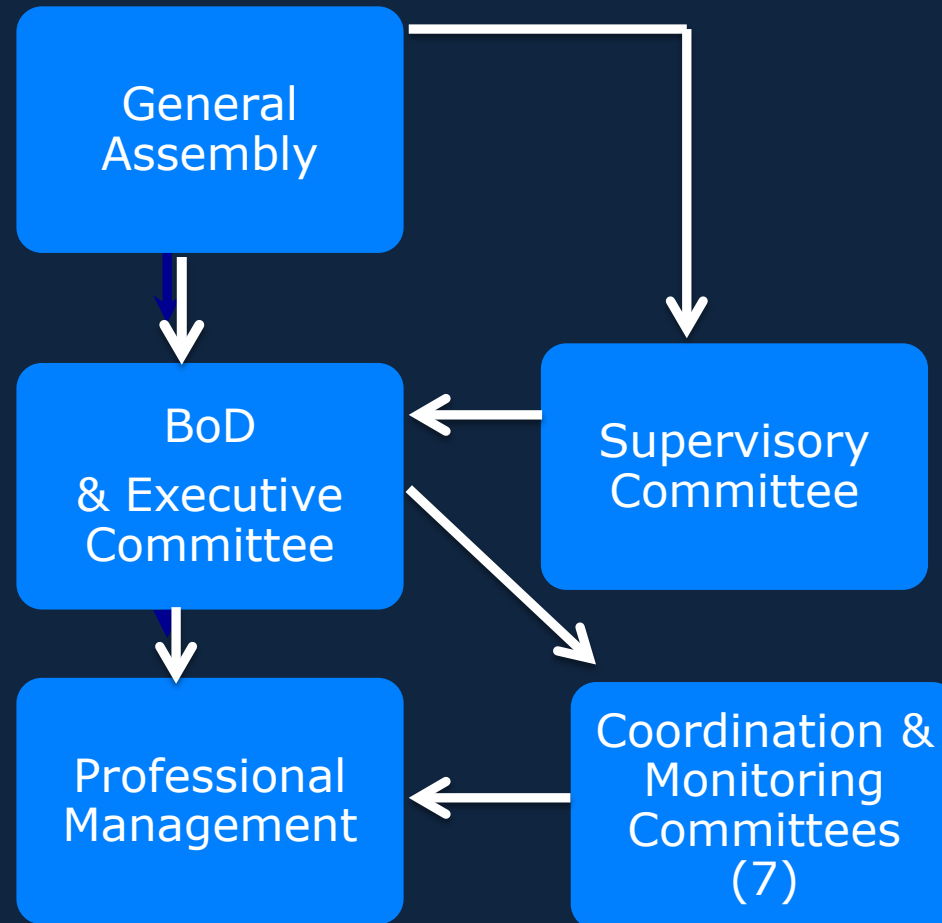 General
Assembly
BoD
& Executive
Committee
Supervisory
Committee
Professional
Management
Coordination &
Monitoring
Committees
(7)